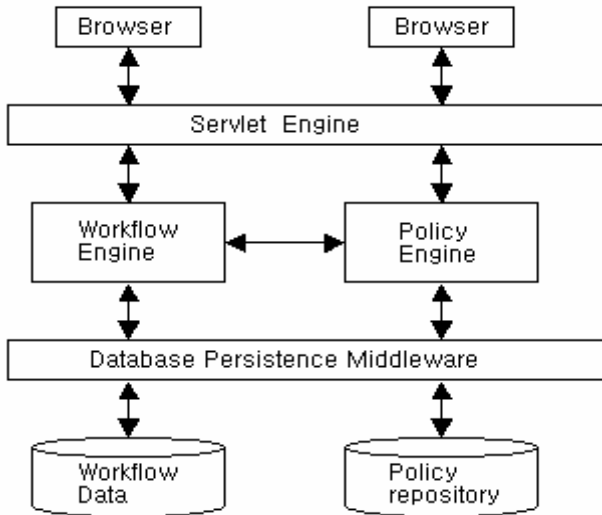 Browser
Browser
Servlet Engine
Workflow
Engine
Policy
Engine
Database Persistence Middleware
Workflow
Data
Policy
repository